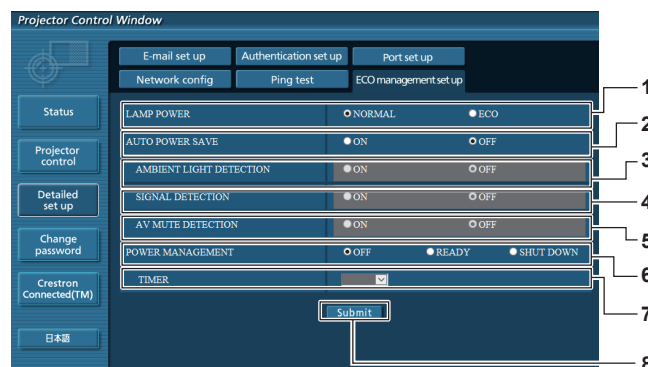 Projector Control Window
E-mail set up
Authentication set up
Port set up
Network config
Ping test
ECO management set up
Status
Projector
control
Detailed
set up
Change
password
Crestron
Connected(TM)
日本語
LAMP POWER NORMAL ECO 1
AUTO POWER SAVE ON OFF 2
AMBIENT LIGHT DETECTION ON OFF 3
SIGNAL DETECTION ON OFF 4
AV MUTE DETECTION ON OFF 5
POWER MANAGEMENT OFF READY SHUT DOWN 6
TIMER 7
Submit
8